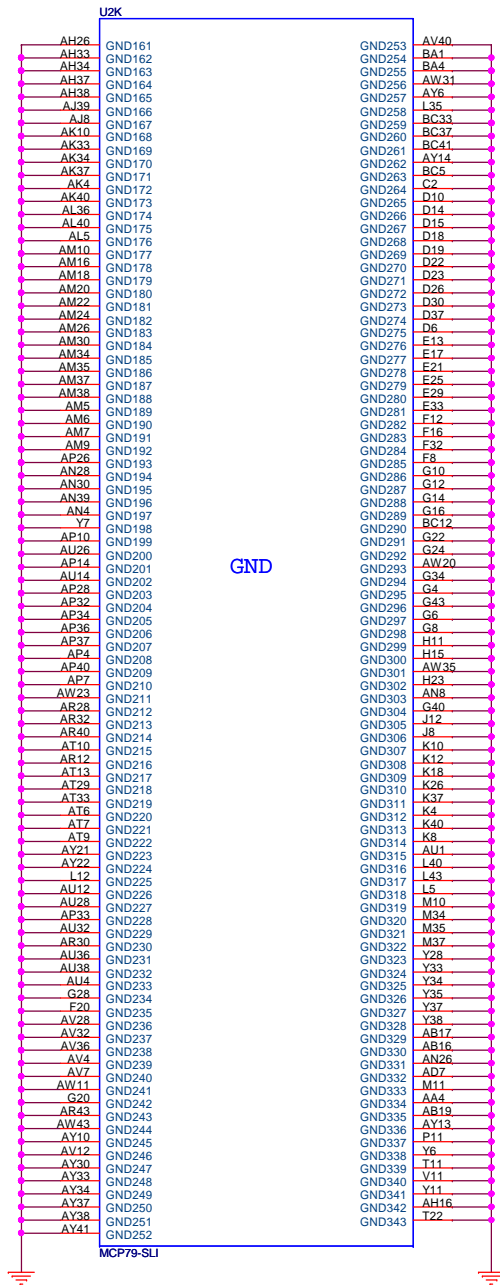 U2K
AH26 GND161 GND253 AV40
AH33 GND162 GND254 BA1
AH34 GND163 GND255 BA4
AH37 GND164 GND256 AW31
AH38 GND165 GND257 AY6
AJ39 GND166 GND258 L35
AJ8 GND167 GND259 BC33
AK10 GND168 GND260 BC37
AK33 GND169 GND261 BC41
AK34 GND170 GND262 AY14
AK37 GND171 GND263 BC5
AK4 GND172 GND264 C2
AK40 GND173 GND265 D10
AL36 GND174 GND266 D14
AL40 GND175 GND267 D15
AL5 GND176 GND268 D18
AM10 GND177 GND269 D19
AM16 GND178 GND270 D22
AM18 GND179 GND271 D23
AM20 GND180 GND272 D26
AM22 GND181 GND273 D30
AM24 GND182 GND274 D37
AM26 GND183 GND275 D6
AM30 GND184 GND276 E13
AM34 GND185 GND277 E17
AM35 GND186 GND278 E21
AM37 GND187 GND279 E25
AM38 GND188 GND280 E29
AM5 GND189 GND281 E33
AM6 GND190 GND282 F12
AM7 GND191 GND283 F16
AM9 GND192 GND284 F32
AP26 GND193 GND285 F8
AN28 GND194 GND286 G10
AN30 GND195 GND287 G12
AN39 GND196 GND288 G14
AN4 GND197 GND289 G16
Y7 GND198 GND290 BC12
AP10 GND199 GND291 G22
AU26 GND200 GND292 G24
AP14 GND201 GND GND293 AW20
AU14 GND202 GND294 G34
AP28 GND203 GND295 G4
AP32 GND204 GND296 G43
AP34 GND205 GND297 G6
AP36 GND206 GND298 G8
AP37 GND207 GND299 H11
AP4 GND208 GND300 H15
AP40 GND209 GND301 AW35
AP7 GND210 GND302 H23
AW23 GND211 GND303 AN8
AR28 GND212 GND304 G40
AR32 GND213 GND305 J12
AR40 GND214 GND306 J8
AT10 GND215 GND307 K10
AR12 GND216 GND308 K12
AT13 GND217 GND309 K18
AT29 GND218 GND310 K26
AT33 GND219 GND311 K37
AT6 GND220 GND312 K4
AT7 GND221 GND313 K40
AT9 GND222 GND314 K8
AY21 GND223 GND315 AU1
AY22 GND224 GND316 L40
L12 GND225 GND317 L43
AU12 GND226 GND318 L5
AU28 GND227 GND319 M10
AP33 GND228 GND320 M34
AU32 GND229 GND321 M35
AR30 GND230 GND322 M37
AU36 GND231 GND323 Y28
AU38 GND232 GND324 Y33
AU4 GND233 GND325 Y34
G28 GND234 GND326 Y35
F20 GND235 GND327 Y37
AV28 GND236 GND328 Y38
AV32 GND237 GND329 AB17
AV36 GND238 GND330 AB16
AV4 GND239 GND331 AN26
AV7 GND240 GND332 AD7
AW11 GND241 GND333 M11
G20 GND242 GND334 AA4
AR43 GND243 GND335 AB19
AW43 GND244 GND336 AY13
AY10 GND245 GND337 P11
AV12 GND246 GND338 Y6
AY30 GND247 GND339 T11
AY33 GND248 GND340 V11
AY34 GND249 GND341 Y11
AY37 GND250 GND342 AH16
AY38 GND251 GND343 T22
AY41 GND252
MCP79-SLI